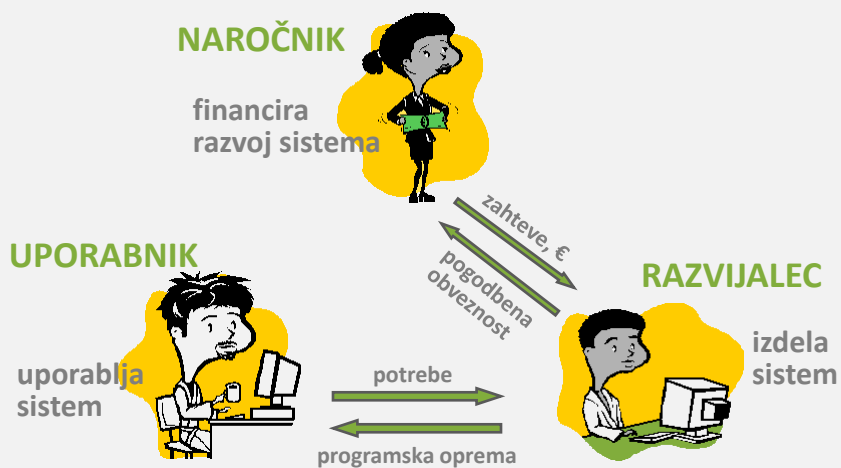 NAROČNIK
financira
razvoj sistema
zahteve, €
pogodbena
obveznost
UPORABNIK
uporablja
sistem
RAZVIJALEC
izdela
sistem
potrebe
programska oprema